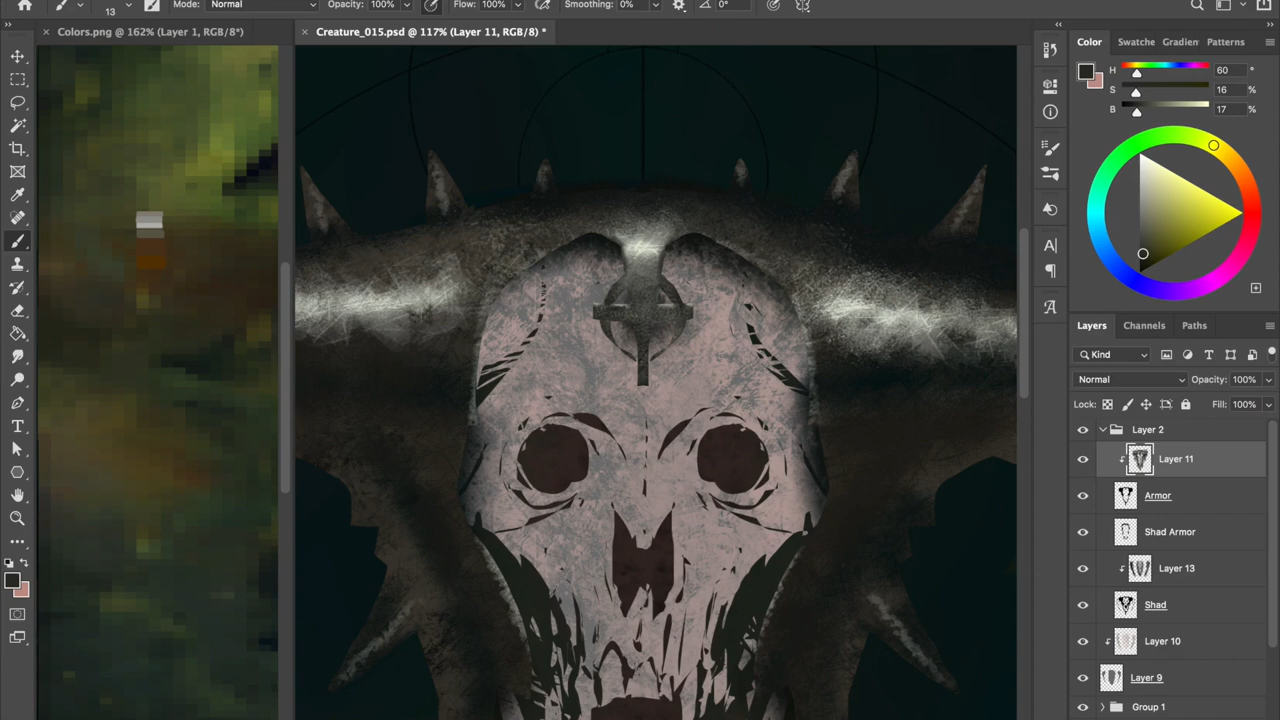 13 Mode: Normal Opacity: 100% Flow: 100% Smoothing: 0% 0°
Colors.png @ 162% (Layer 1, RGB/8*)
Creature_015.psd @ 117% (Layer 11, RGB/8) *
Color Swatche Gradien Patterns
H 60 °
S 16 %
B 17 %
Layers Channels Paths
Kind
Normal Opacity: 100%
Lock: Fill: 100%
Layer 2
Layer 11
Armor
Shad Armor
Layer 13
Shad
Layer 10
Layer 9
Group 1